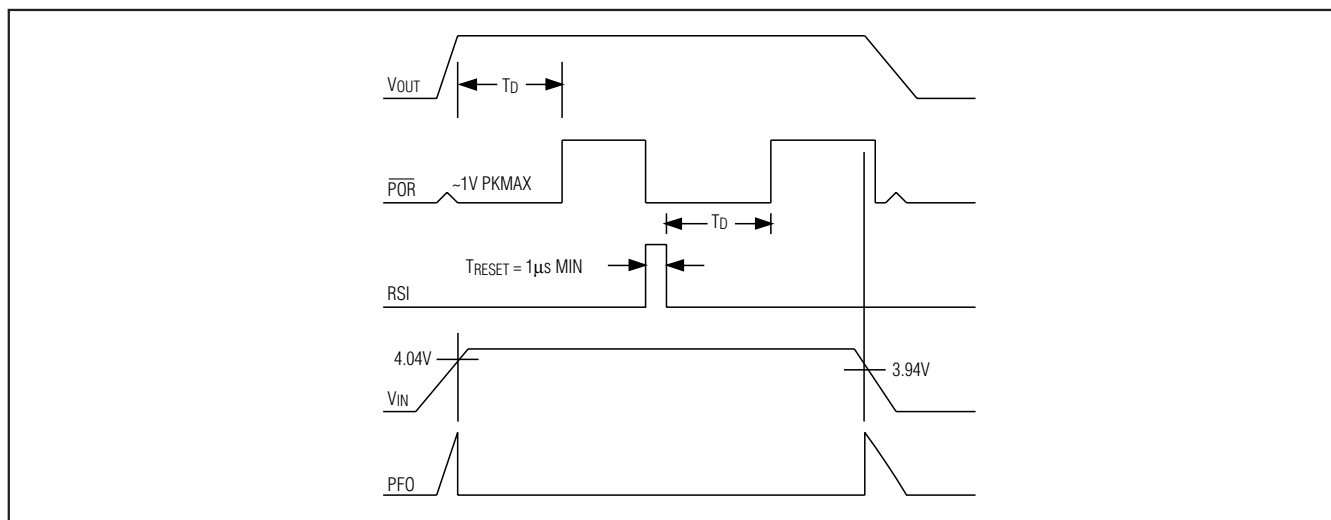 VOUT
TD
POR
~1V PKMAX
TD
TRESET = 1μs MIN
RSI
4.04V
3.94V
VIN
PFO